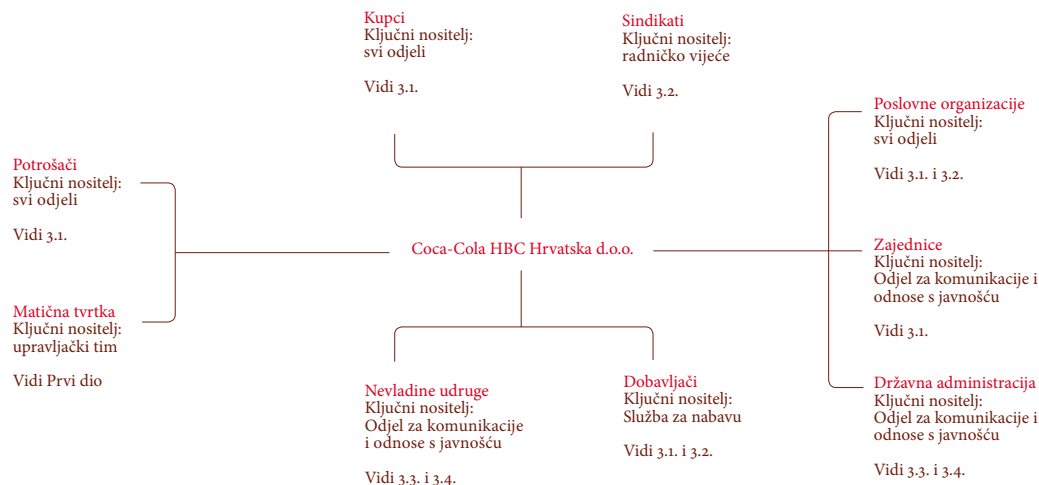 Kupci
Ključni nositelj:
svi odjeli
Vidi 3.1.
Sindikati
Ključni nositelj:
radničko vijeće
Vidi 3.2.
Poslovne organizacije
Ključni nositelj:
svi odjeli
Vidi 3.1. i 3.2.
Potrošači
Ključni nositelj:
svi odjeli
Vidi 3.1.
Coca-Cola HBC Hrvatska d.o.o.
Zajednice
Ključni nositelj:
Odjel za komunikacije i
odnose s javnošću
Vidi 3.1.
Matična tvrtka
Ključni nositelj:
upravljački tim
Vidi Prvi dio
Nevladine udruge
Ključni nositelj:
Odjel za komunikacije
i odnose s javnošću
Vidi 3.3. i 3.4.
Dobavljači
Ključni nositelj:
Služba za nabavu
Vidi 3.1. i 3.2.
Državna administracija
Ključni nositelj:
Odjel za komunikacije i
odnose s javnošću
Vidi 3.3. i 3.4.